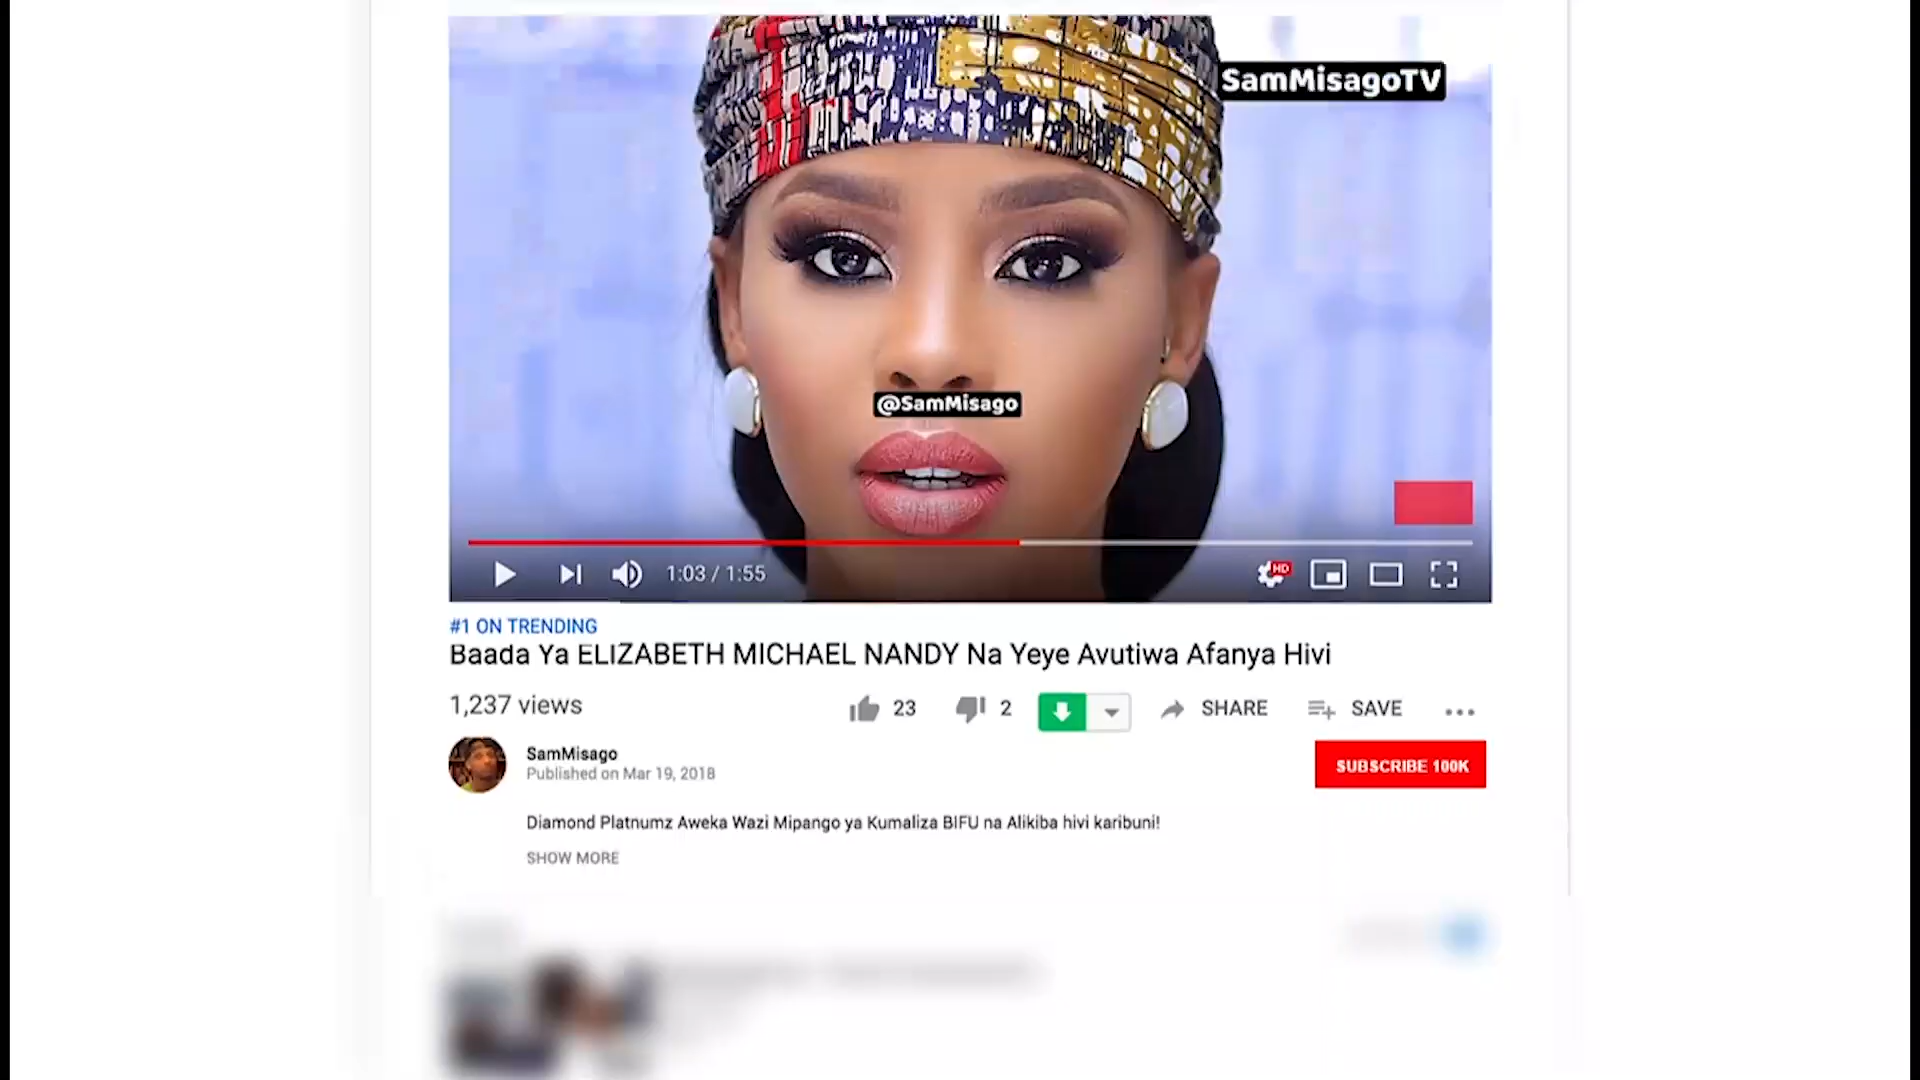 SamMisagoTV
@SamMisago
1:03 / 1:55
HD
#1 ON TRENDING
Baada Ya ELIZABETH MICHAEL NANDY Na Yeye Avutiwa Afanya Hivi
1,237 views
23
2
SHARE
SAVE
SamMisago
Published on Mar 19, 2018
SUBSCRIBE 100K
Diamond Platnumz Aweka Wazi Mipango ya Kumaliza BIFU na Alikiba hivi karibuni!
SHOW MORE